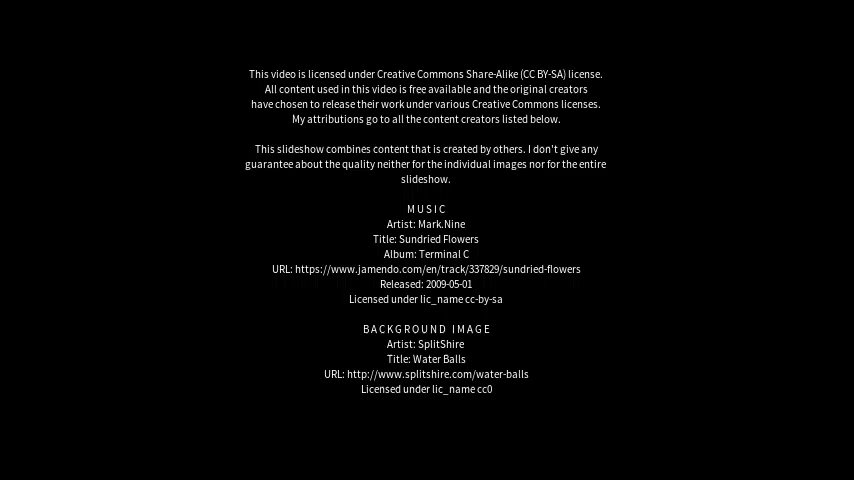 This video is licensed under Creative Commons Share-Alike (CC BY-SA) license.
All content used in this video is free available and the original creators
have chosen to release their work under various Creative Commons licenses.
My attributions go to all the content creators listed below.
This slideshow combines content that is created by others. I don't give any
guarantee about the quality neither for the individual images nor for the entire
slideshow.
MUSIC
Artist: Mark.Nine
Title: Sundried Flowers
Album: Terminal C
URL: https://www.jamendo.com/en/track/337829/sundried-flowers
Released: 2009-05-01
Licensed under lic_name cc-by-sa
BACKGROUND IMAGE
Artist: SplitShire
Title: Water Balls
URL: http://www.splitshire.com/water-balls
Licensed under lic_name cc0